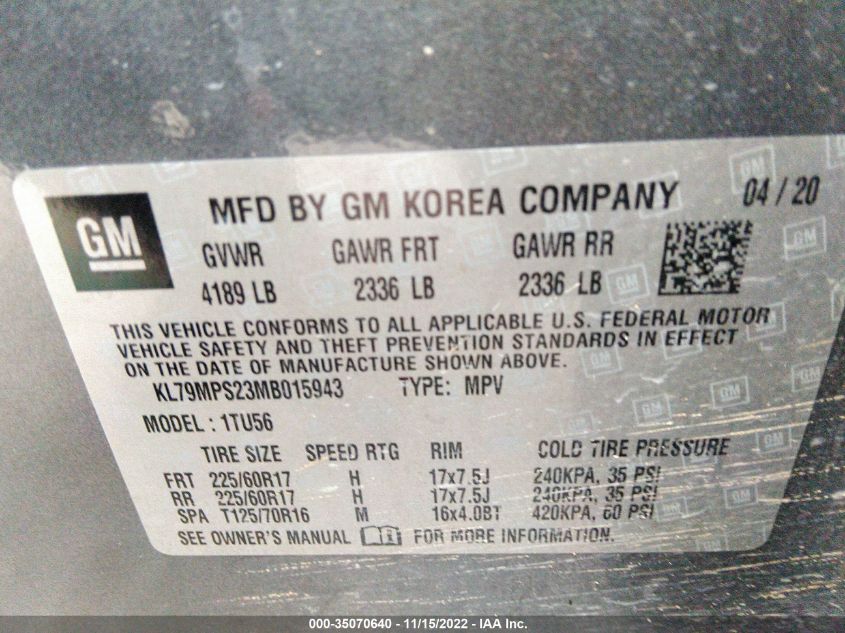 GM
MFD BY GM KOREA COMPANY 04/20
GVWR GAWR FRT GAWR RR
4189 LB 2336 LB 2336 LB
THIS VEHICLE CONFORMS TO ALL APPLICABLE U.S. FEDERAL MOTOR
VEHICLE SAFETY AND THEFT PREVENTION STANDARDS IN EFFECT
ON THE DATE OF MANUFACTURE SHOWN ABOVE.
KL79MPS23MB015943 TYPE: MPV
MODEL: 1TU56
TIRE SIZE SPEED RTG RIM COLD TIRE PRESSURE
FRT 225/60R17 H 17x7.5J 240KPA, 35 PSI
RR 225/60R17 H 17x7.5J 240KPA, 35 PSI
SPA T125/70R16 M 16x4.0BT 420KPA, 60 PSI
SEE OWNER'S MANUAL FOR MORE INFORMATION.
000-35070640 - 11/15/2022 - IAA Inc.